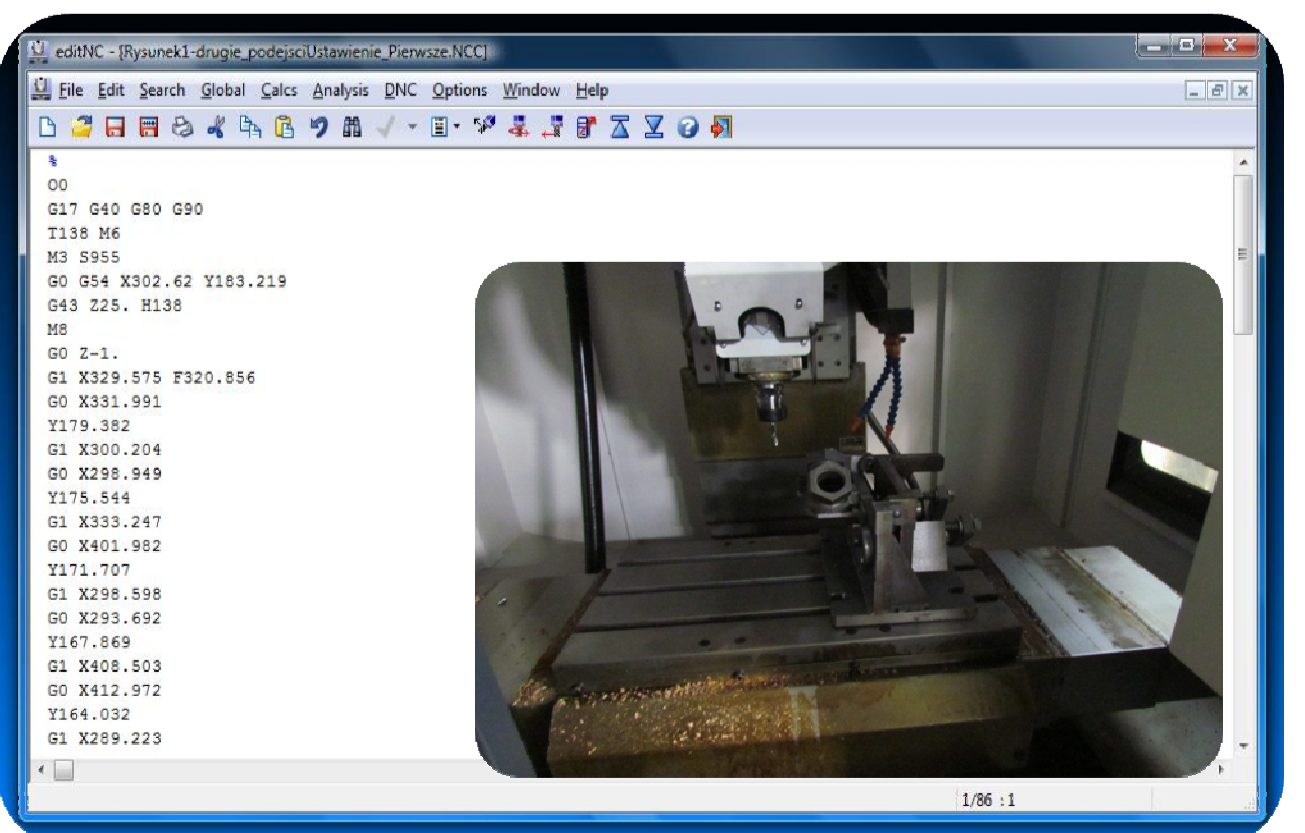 editNC - [Rysunek1-drugie_podejsciUstawienie_Pierwsze.NCC]
File Edit Search Global Calcs Analysis DNC Options Window Help
%
O0
G17 G40 G80 G90
T138 M6
M3 S955
G0 G54 X302.62 Y183.219
G43 Z25. H138
M8
G0 Z-1.
G1 X329.575 F320.856
G0 X331.991
Y179.382
G1 X300.204
G0 X298.949
Y175.544
G1 X333.247
G0 X401.982
Y171.707
G1 X298.598
G0 X293.692
Y167.869
G1 X408.503
G0 X412.972
Y164.032
G1 X289.223
1/86 : 1